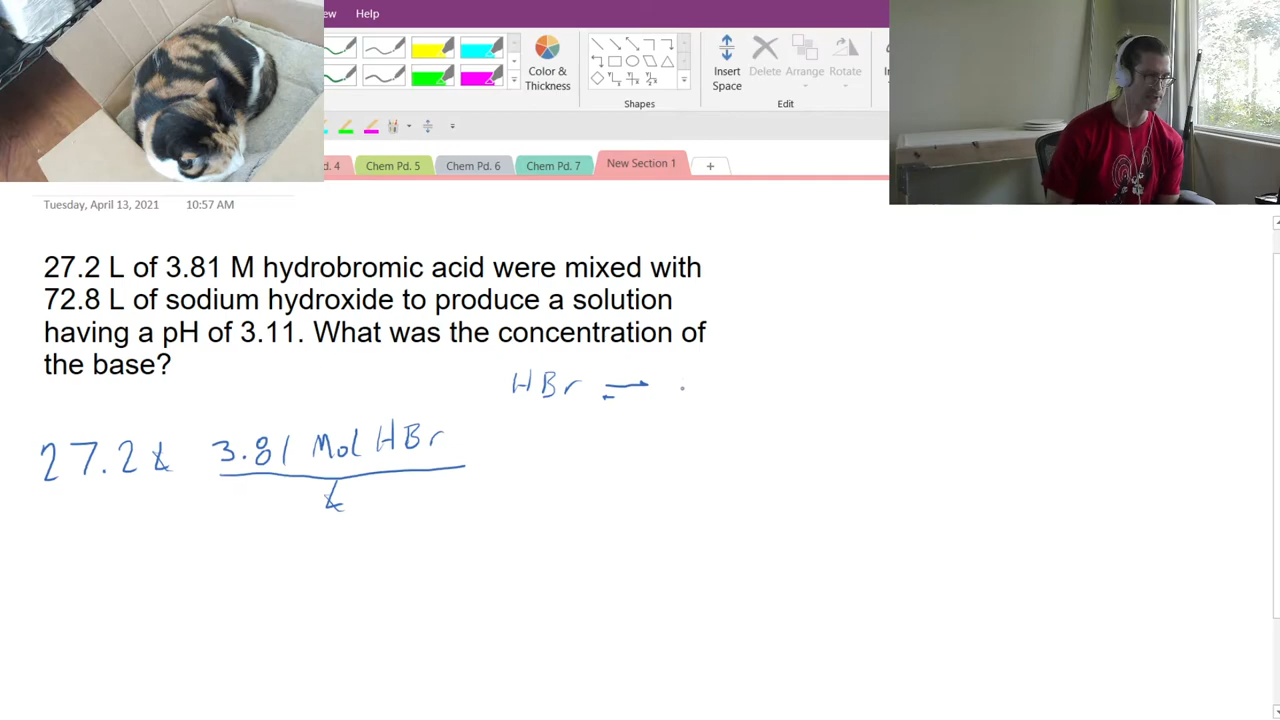 ew Help
Color & Thickness
Shapes
Insert Space
Delete
Arrange
Rotate
Edit
d. 4
Chem Pd. 5
Chem Pd. 6
Chem Pd. 7
New Section 1
+
Tuesday, April 13, 2021 10:57 AM
27.2 L of 3.81 M hydrobromic acid were mixed with
72.8 L of sodium hydroxide to produce a solution
having a pH of 3.11. What was the concentration of
the base?
HBr ⇌
27.2 L 3.81 Mol HBr
L